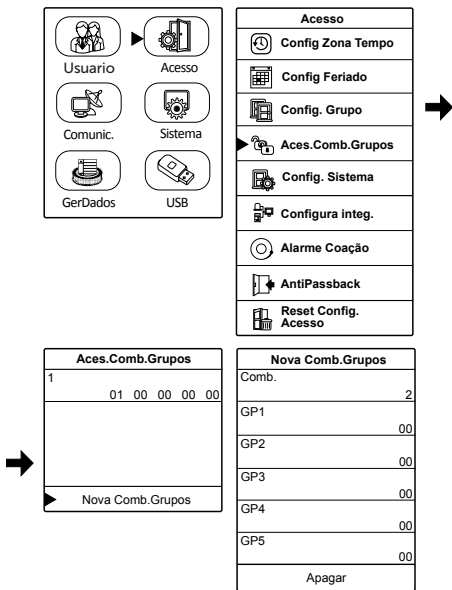 Usuario
Acesso
Comunic.
Sistema
GerDados
USB
Acesso
Config Zona Tempo
Config Feriado
Config. Grupo
Aces.Comb.Grupos
Config. Sistema
Configura integ.
Alarme Coação
AntiPassback
Reset Config.
Acesso
Aces.Comb.Grupos
1
01 00 00 00 00
Nova Comb.Grupos
Nova Comb.Grupos
Comb.
2
GP1
00
GP2
00
GP3
00
GP4
00
GP5
00
Apagar